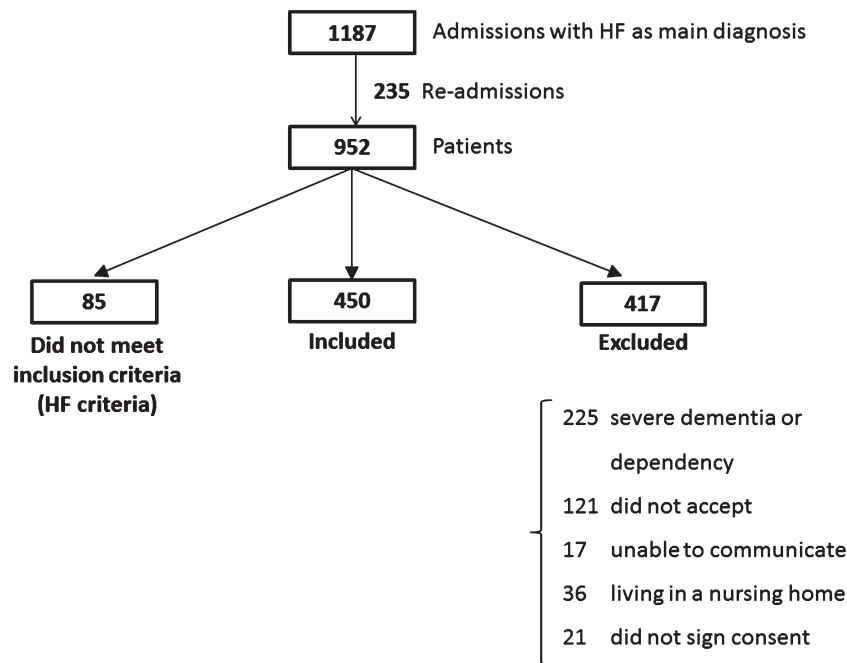 1187 Admissions with HF as main diagnosis
235 Re-admissions
952 Patients
85
Did not meet
inclusion criteria
(HF criteria)
450
Included
417
Excluded
225 severe dementia or
dependency
121 did not accept
17 unable to communicate
36 living in a nursing home
21 did not sign consent